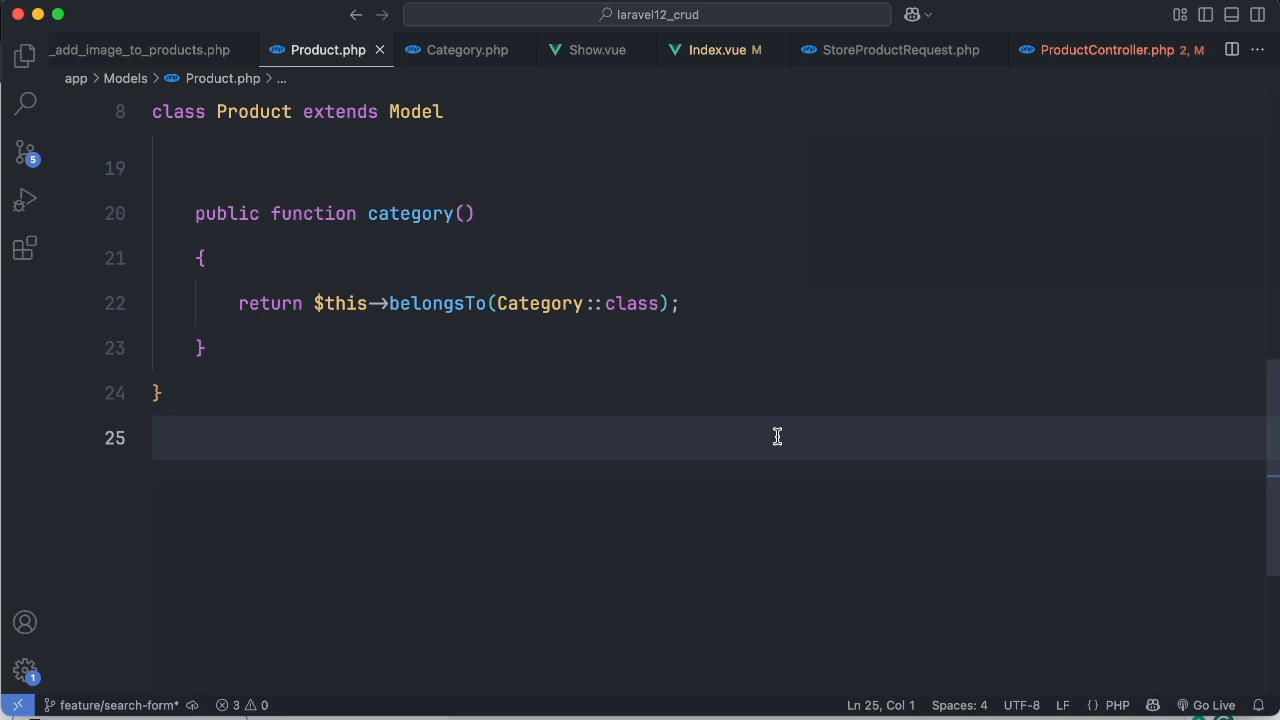 laravel12_crud
_add_image_to_products.php
Product.php
Category.php
Show.vue
Index.vue M
StoreProductRequest.php
ProductController.php 2, M
app > Models > Product.php > ...
8 class Product extends Model
19
20 public function category()
21 {
22 return $this->belongsTo(Category::class);
23 }
24 }
25
5
1
feature/search-form*
3
0
Ln 25, Col 1
Spaces: 4
UTF-8
LF
{ } PHP
Go Live